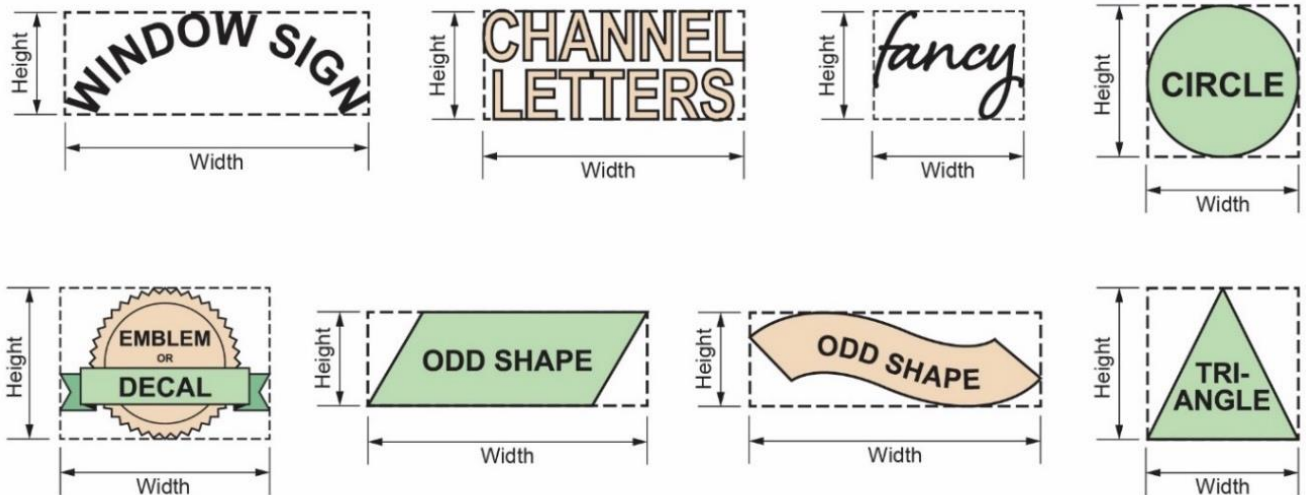 Height
WINDOW SIGN
Width
Height
CHANNEL
LETTERS
Width
Height
fancy
Width
Height
CIRCLE
Width
Height
EMBLEM
OR
DECAL
Width
Height
ODD SHAPE
Width
Height
ODD SHAPE
Width
Height
TRI-
ANGLE
Width